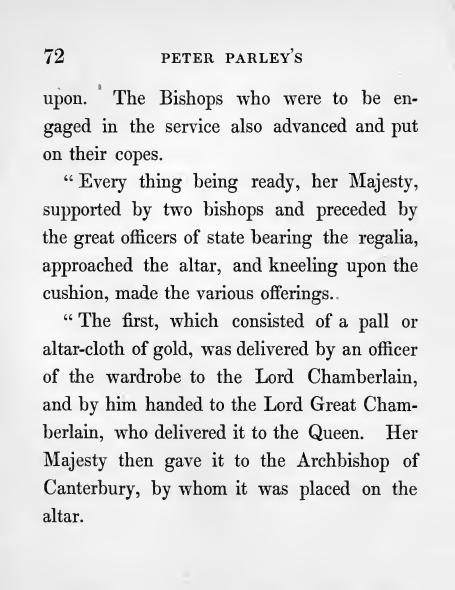 72 PETER PARLEY'S
upon. The Bishops who were to be en-
gaged in the service also advanced and put
on their copes.
“ Every thing being ready, her Majesty,
supported by two bishops and preceded by
the great officers of state bearing the regalia,
approached the altar, and kneeling upon the
cushion, made the various offerings.
“ The first, which consisted of a pall or
altar-cloth of gold, was delivered by an officer
of the wardrobe to the Lord Chamberlain,
and by him handed to the Lord Great Cham-
berlain, who delivered it to the Queen. Her
Majesty then gave it to the Archbishop of
Canterbury, by whom it was placed on the
altar.